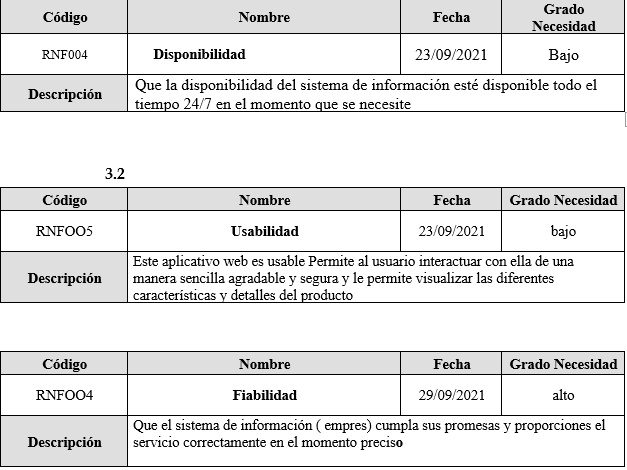 Código Nombre Fecha Grado
Necesidad
RNF004 Disponibilidad 23/09/2021 Bajo
Descripción Que la disponibilidad del sistema de información esté disponible todo el
tiempo 24/7 en el momento que se necesite
3.2
Código Nombre Fecha Grado Necesidad
RNFOO5 Usabilidad 23/09/2021 bajo
Descripción Este aplicativo web es usable Permite al usuario interactuar con ella de una
manera sencilla agradable y segura y le permite visualizar las diferentes
características y detalles del producto
Código Nombre Fecha Grado Necesidad
RNFOO4 Fiabilidad 29/09/2021 alto
Descripción Que el sistema de información ( empres) cumpla sus promesas y proporciones el
servicio correctamente en el momento preciso